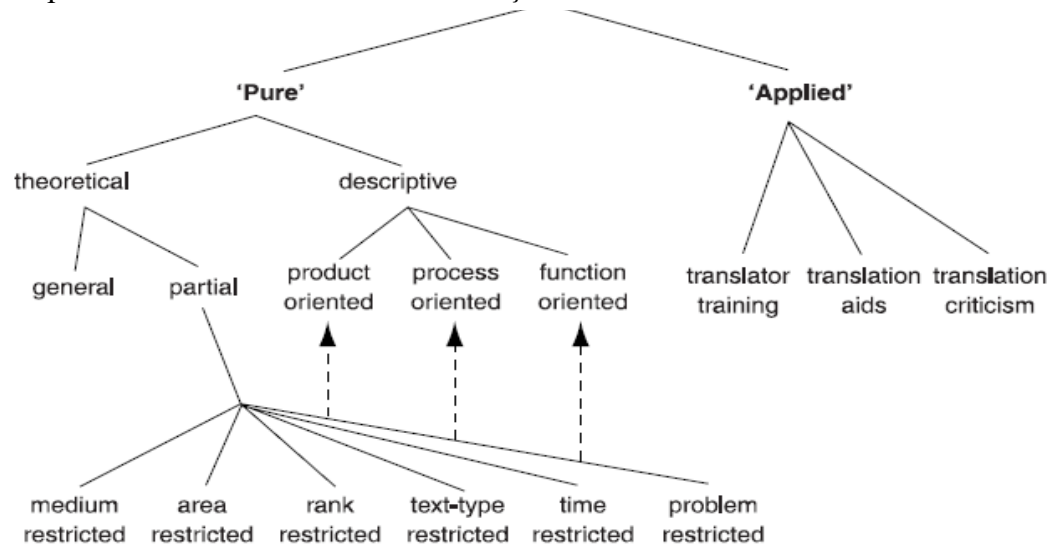 'Pure' 'Applied'
theoretical descriptive
general partial product oriented process oriented function oriented translator training translation aids translation criticism
medium restricted area restricted rank restricted text-type restricted time restricted problem restricted